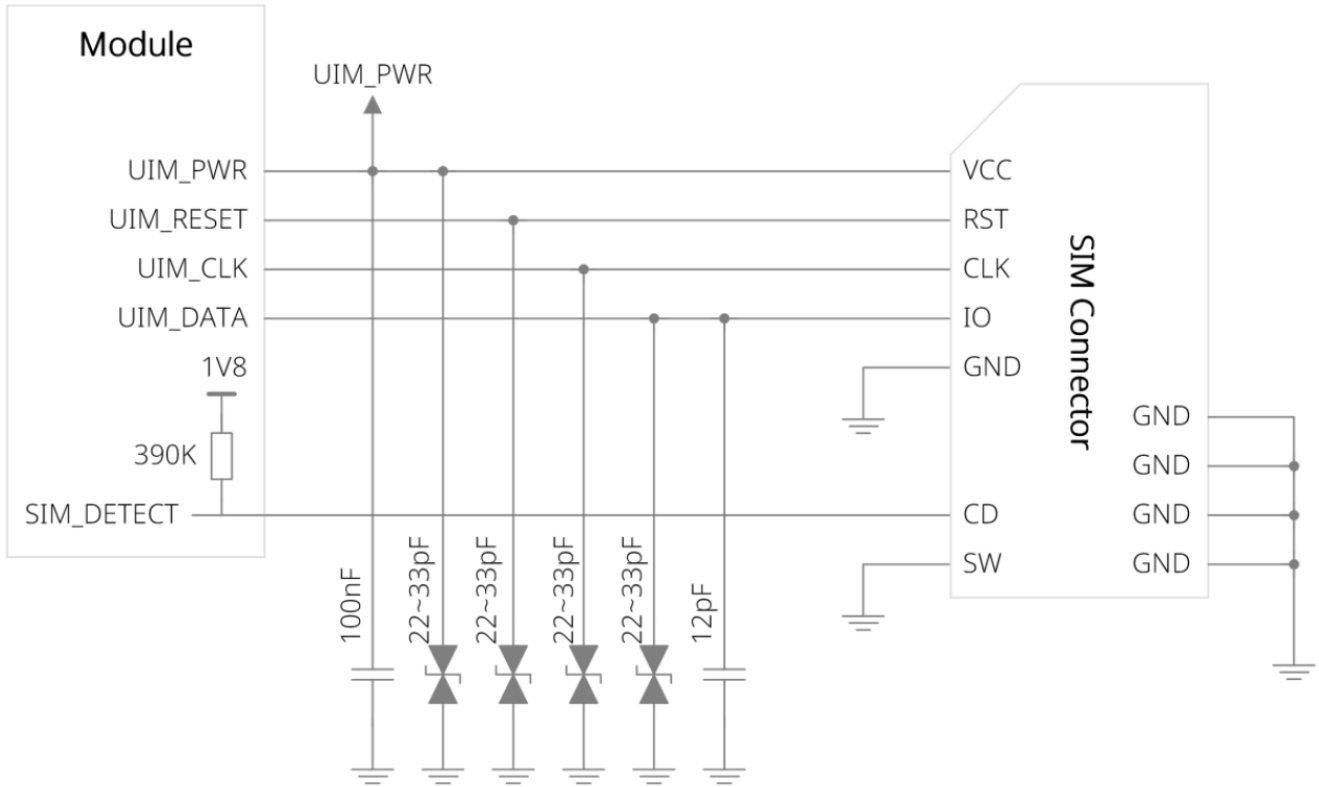 Module
UIM_PWR
UIM_PWR
UIM_RESET
UIM_CLK
UIM_DATA
1V8
390K
SIM_DETECT
100nF
22~33pF
22~33pF
22~33pF
22~33pF
12pF
VCC
RST
CLK
IO
GND
CD
SW
SIM Connector
GND
GND
GND
GND